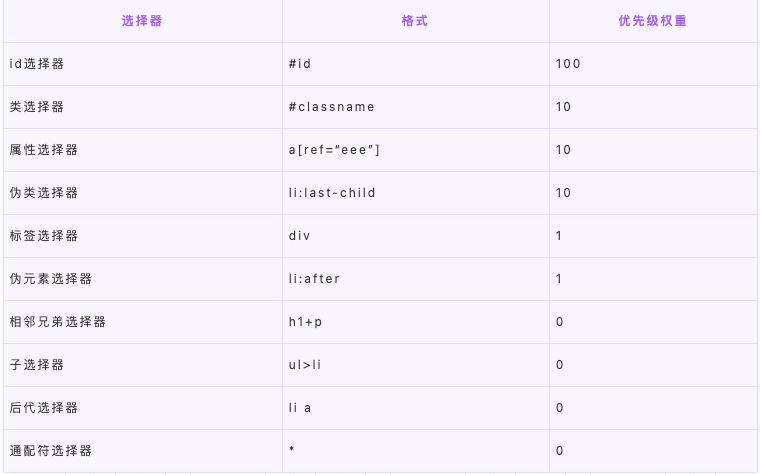 选择器 格式 优先级权重
id选择器 #id 100
类选择器 #classname 10
属性选择器 a[ref=“eee”] 10
伪类选择器 li:last-child 10
标签选择器 div 1
伪元素选择器 li:after 1
相邻兄弟选择器 h1+p 0
子选择器 ul>li 0
后代选择器 li a 0
通配符选择器 * 0